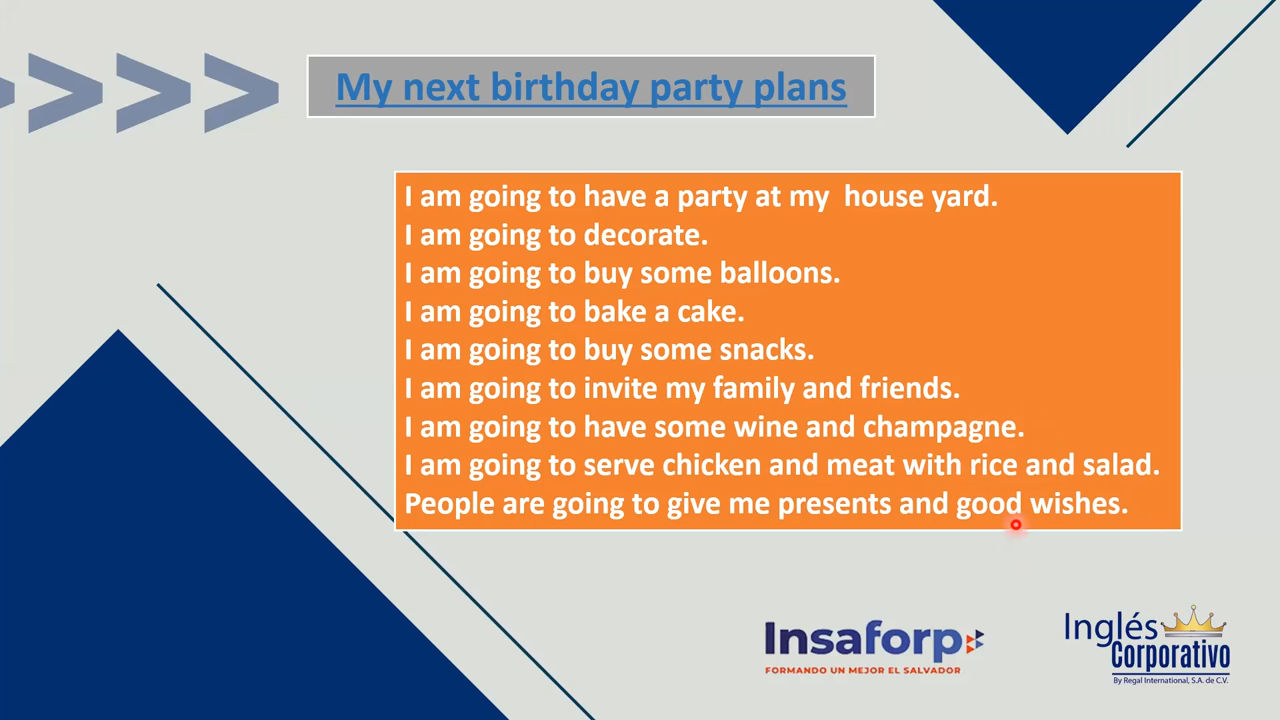 My next birthday party plans
I am going to have a party at my  house yard.
I am going to decorate.
I am going to buy some balloons.
I am going to bake a cake.
I am going to buy some snacks.
I am going to invite my family and friends.
I am going to have some wine and champagne.
I am going to serve chicken and meat with rice and salad.
People are going to give me presents and good wishes.
Insaforp
FORMANDO UN MEJOR EL SALVADOR
Inglés
Corporativo
By Regal International, S.A. de C.V.